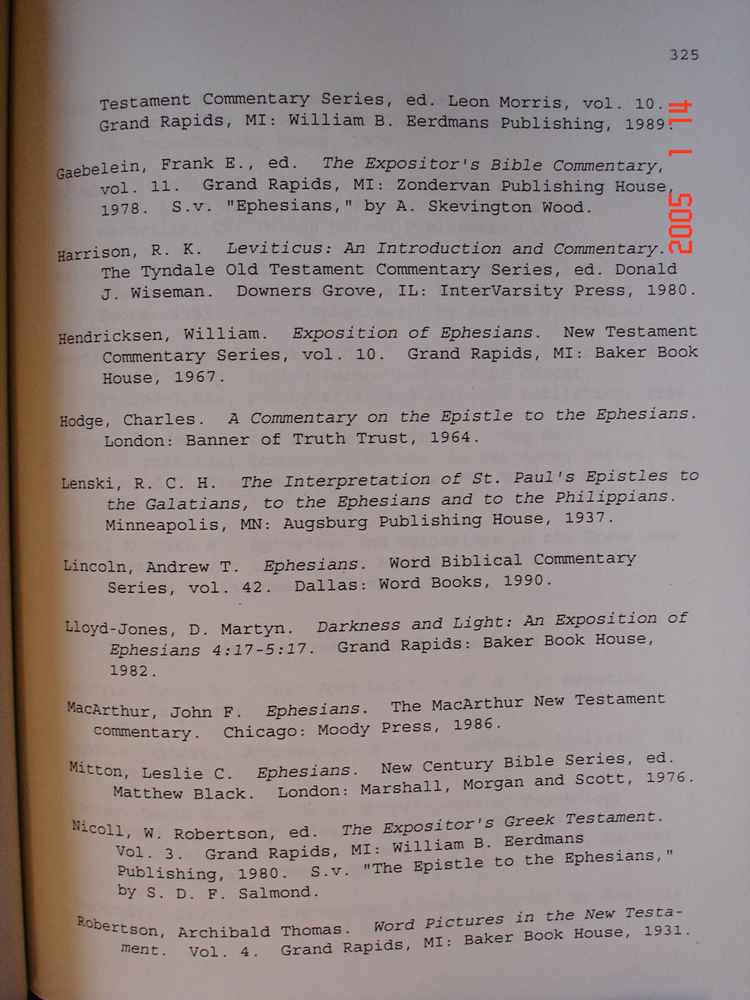 325
Testament Commentary Series, ed. Leon Morris, vol. 10.
Grand Rapids, MI: William B. Eerdmans Publishing, 1989.
Gaebelein, Frank E., ed. The Expositor's Bible Commentary,
vol. 11. Grand Rapids, MI: Zondervan Publishing House,
1978. S.v. "Ephesians," by A. Skevington Wood.
Harrison, R. K. Leviticus: An Introduction and Commentary.
The Tyndale Old Testament Commentary Series, ed. Donald
J. Wiseman. Downers Grove, IL: InterVarsity Press, 1980.
Hendricksen, William. Exposition of Ephesians. New Testament
Commentary Series, vol. 10. Grand Rapids, MI: Baker Book
House, 1967.
Hodge, Charles. A Commentary on the Epistle to the Ephesians.
London: Banner of Truth Trust, 1964.
Lenski, R. C. H. The Interpretation of St. Paul's Epistles to
the Galatians, to the Ephesians and to the Philippians.
Minneapolis, MN: Augsburg Publishing House, 1937.
Lincoln, Andrew T. Ephesians. Word Biblical Commentary
Series, vol. 42. Dallas: Word Books, 1990.
Lloyd-Jones, D. Martyn. Darkness and Light: An Exposition of
Ephesians 4:17-5:17. Grand Rapids: Baker Book House,
1982.
MacArthur, John F. Ephesians. The MacArthur New Testament
commentary. Chicago: Moody Press, 1986.
Mitton, Leslie C. Ephesians. New Century Bible Series, ed.
Matthew Black. London: Marshall, Morgan and Scott, 1976.
Nicoll, W. Robertson, ed. The Expositor's Greek Testament.
Vol. 3. Grand Rapids, MI: William B. Eerdmans
Publishing, 1980. S.v. "The Epistle to the Ephesians,"
by S. D. F. Salmond.
Robertson, Archibald Thomas. Word Pictures in the New Testa-
ment. Vol. 4. Grand Rapids, MI: Baker Book House, 1931.
2005 1 14